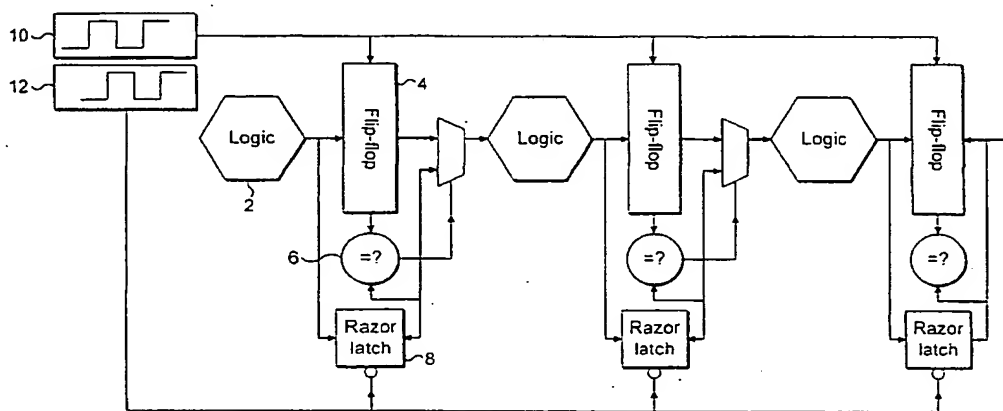 10
12
Logic
2
Flip-flop
4
=?
6
Razor
latch
8
Logic
Flip-flop
=?
Razor
latch
Logic
Flip-flop
=?
Razor
latch